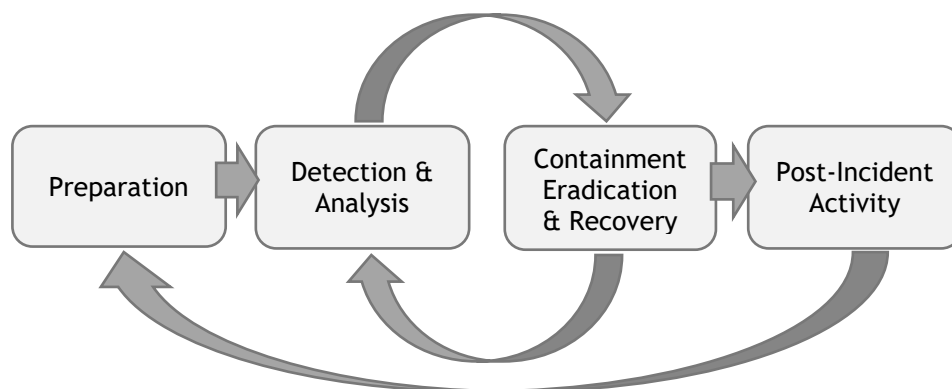 Preparation
Detection &
Analysis
Containment
Eradication
& Recovery
Post-Incident
Activity